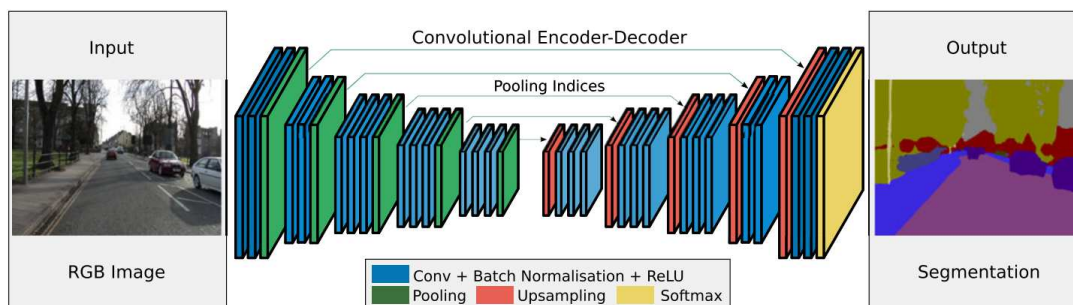 Input
Convolutional Encoder-Decoder
Output
Pooling Indices
RGB Image
Segmentation
Conv + Batch Normalisation + ReLU
Pooling
Upsampling
Softmax